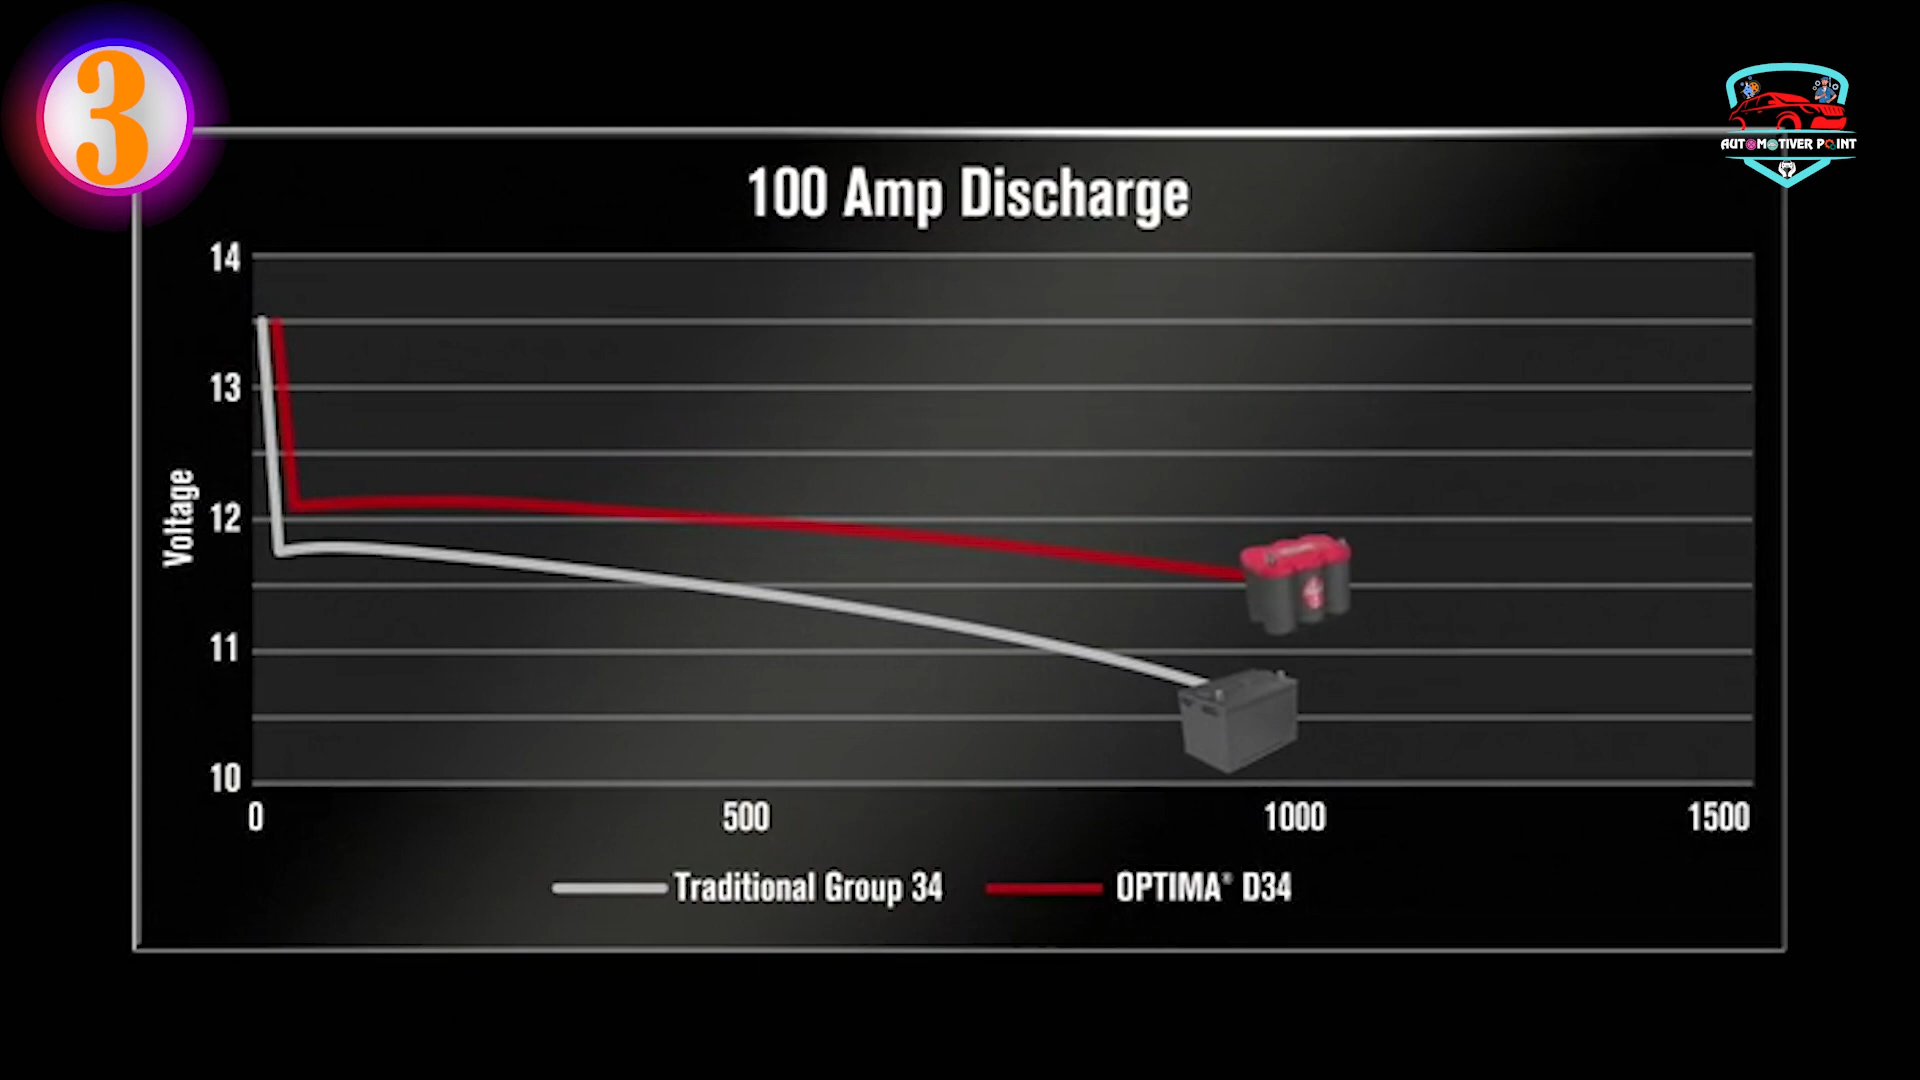 3
AUTOMOTIVER POINT
100 Amp Discharge
14
13
12
11
10
Voltage
0 500 1000 1500
Traditional Group 34 OPTIMA® D34